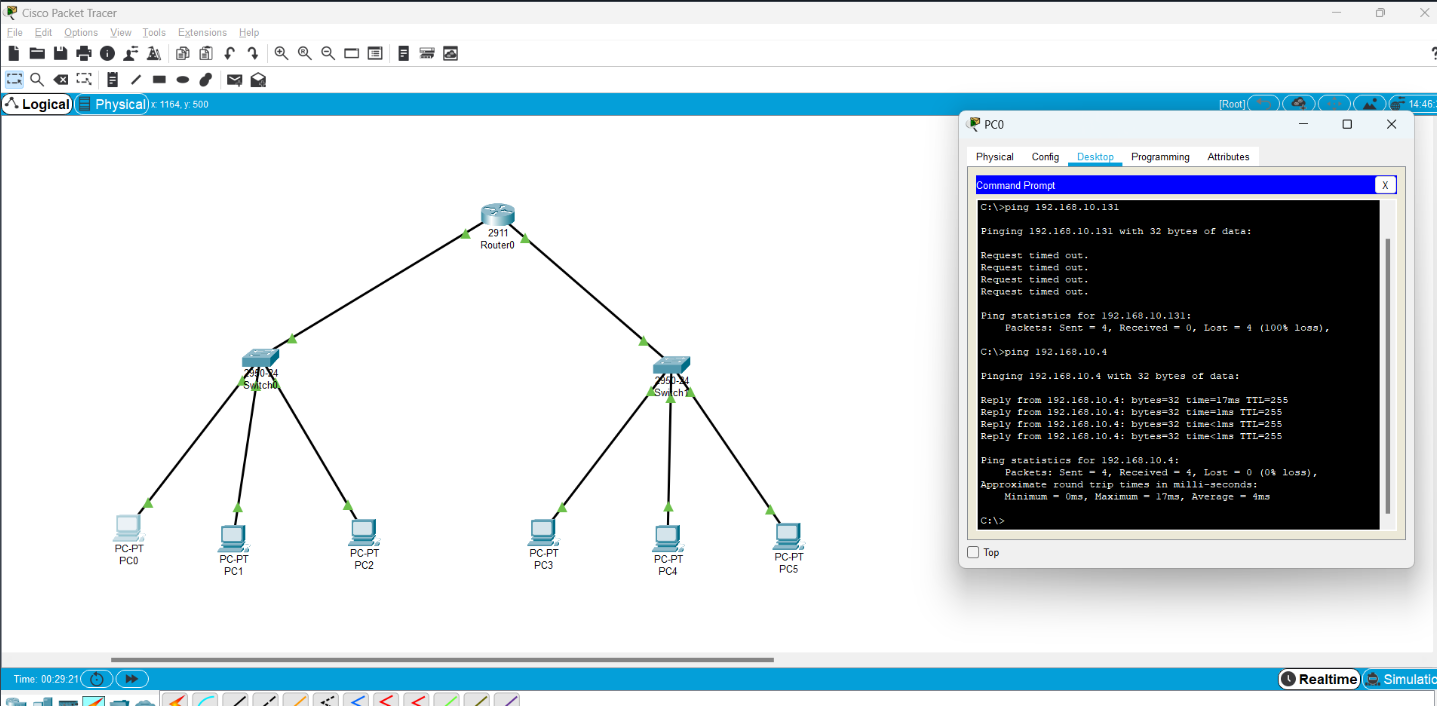 Cisco Packet Tracer
File Edit Options View Tools Extensions Help
Logical Physical x: 1164, y: 500
[Root]
14:46:
2911
Router0
2950-24
Switch0
2950-24
Switch1
PC-PT
PC0
PC-PT
PC1
PC-PT
PC2
PC-PT
PC3
PC-PT
PC4
PC-PT
PC5
PC0
Physical Config Desktop Programming Attributes
Command Prompt
X
C:\>ping 192.168.10.131
Pinging 192.168.10.131 with 32 bytes of data:
Request timed out.
Request timed out.
Request timed out.
Request timed out.
Ping statistics for 192.168.10.131:
Packets: Sent = 4, Received = 0, Lost = 4 (100% loss),
C:\>ping 192.168.10.4
Pinging 192.168.10.4 with 32 bytes of data:
Reply from 192.168.10.4: bytes=32 time=17ms TTL=255
Reply from 192.168.10.4: bytes=32 time=1ms TTL=255
Reply from 192.168.10.4: bytes=32 time<1ms TTL=255
Reply from 192.168.10.4: bytes=32 time<1ms TTL=255
Ping statistics for 192.168.10.4:
Packets: Sent = 4, Received = 4, Lost = 0 (0% loss),
Approximate round trip times in milli-seconds:
Minimum = 0ms, Maximum = 17ms, Average = 4ms
C:\>
Top
Time: 00:29:21
Realtime Simulatio